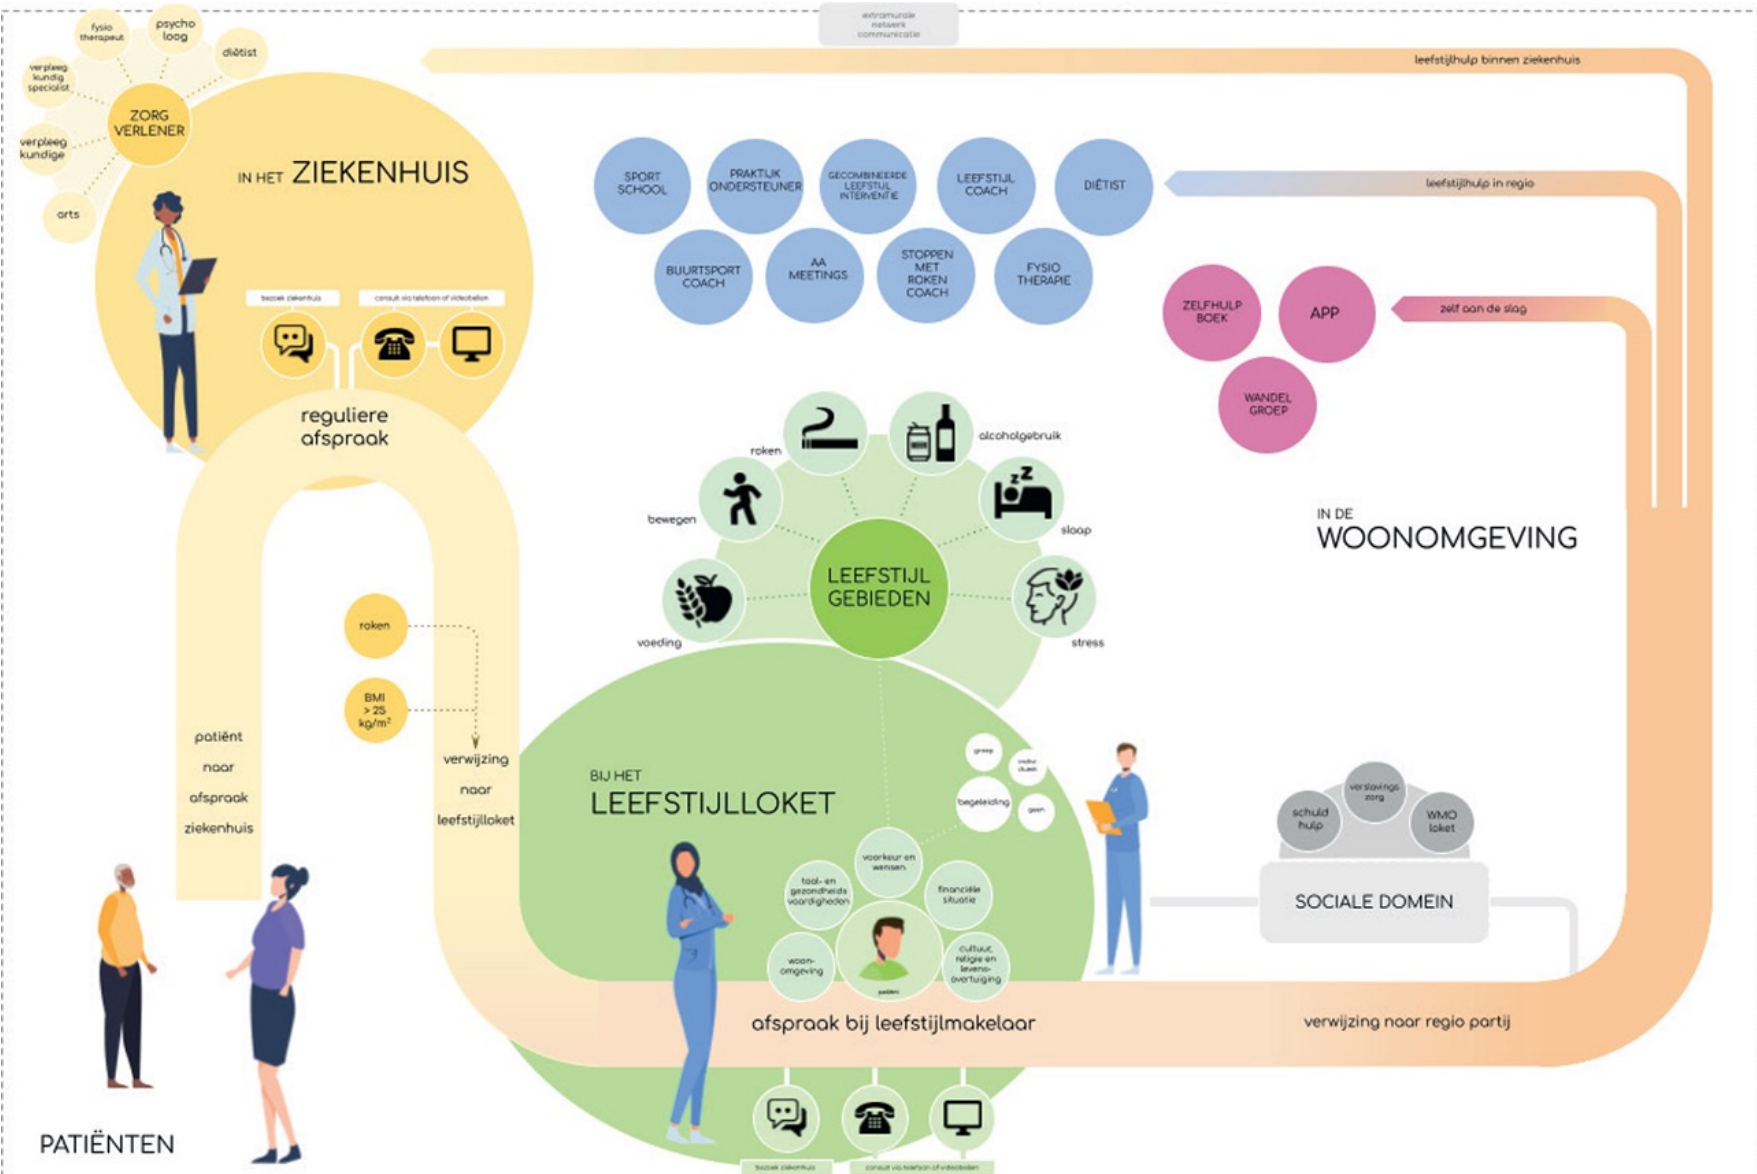 extramurale
netwerk
communicatie
fysio
therapeut
psycho
loog
diëtist
verpleeg
kundig
specialist
verpleeg
kundige
arts
ZORG
VERLENER
IN HET ZIEKENHUIS
bezoek ziekenhuis
consult via telefoon of videobellen
reguliere
afspraak
leefstijlhulp binnen ziekenhuis
SPORT
SCHOOL
PRAKTIJK
ONDERSTEUNER
GECOMBINEERDE
LEEFSTIJL
INTERVENTIE
LEEFSTIJL
COACH
DIËTIST
leefstijlhulp in regio
BUURTSPORT
COACH
AA
MEETINGS
STOPPEN
MET
ROKEN
COACH
FYSIO
THERAPIE
ZELFHULP
BOEK
APP
zelf aan de slag
WANDEL
GROEP
IN DE
WOONOMGEVING
roken
alcoholgebruik
bewegen
slaap
voeding
stress
LEEFSTIJL
GEBIEDEN
roken
BMI
> 25
kg/m²
patiënt
naar
afspraak
ziekenhuis
verwijzing
naar
leefstijlloket
BIJ HET
LEEFSTIJLLOKET
groep
begeleiding
geen
voorkeur en
wensen
taal- en
gezondheids
vaardigheden
financiële
situatie
woon-
omgeving
cultuur,
religie en
levens-
overtuiging
patiënt
afspraak bij leefstijlmakelaar
bezoek ziekenhuis
consult via telefoon of videobellen
schuld
hulp
verslavings
zorg
WMO
loket
SOCIALE DOMEIN
verwijzing naar regio partij
PATIËNTEN